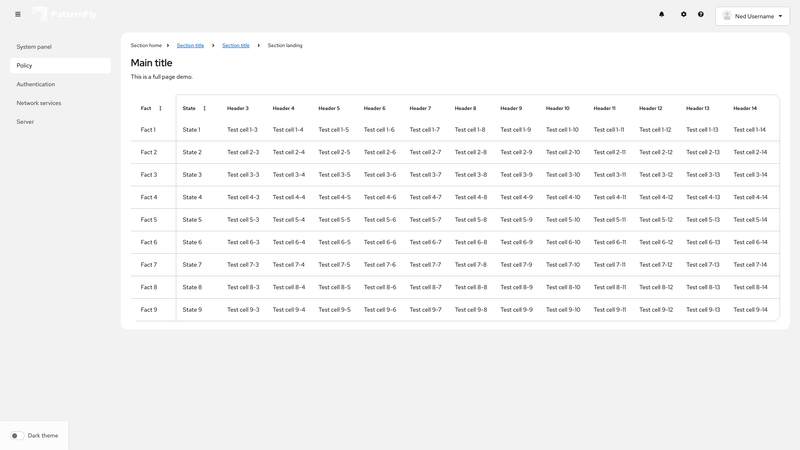 PatternFly
Ned Username
System panel
Policy
Authentication
Network services
Server
Section home Section title Section title Section landing
Main title
This is a full page demo.
Fact State Header 3 Header 4 Header 5 Header 6 Header 7 Header 8 Header 9 Header 10 Header 11 Header 12 Header 13 Header 14
Fact 1 State 1 Test cell 1-3 Test cell 1-4 Test cell 1-5 Test cell 1-6 Test cell 1-7 Test cell 1-8 Test cell 1-9 Test cell 1-10 Test cell 1-11 Test cell 1-12 Test cell 1-13 Test cell 1-14
Fact 2 State 2 Test cell 2-3 Test cell 2-4 Test cell 2-5 Test cell 2-6 Test cell 2-7 Test cell 2-8 Test cell 2-9 Test cell 2-10 Test cell 2-11 Test cell 2-12 Test cell 2-13 Test cell 2-14
Fact 3 State 3 Test cell 3-3 Test cell 3-4 Test cell 3-5 Test cell 3-6 Test cell 3-7 Test cell 3-8 Test cell 3-9 Test cell 3-10 Test cell 3-11 Test cell 3-12 Test cell 3-13 Test cell 3-14
Fact 4 State 4 Test cell 4-3 Test cell 4-4 Test cell 4-5 Test cell 4-6 Test cell 4-7 Test cell 4-8 Test cell 4-9 Test cell 4-10 Test cell 4-11 Test cell 4-12 Test cell 4-13 Test cell 4-14
Fact 5 State 5 Test cell 5-3 Test cell 5-4 Test cell 5-5 Test cell 5-6 Test cell 5-7 Test cell 5-8 Test cell 5-9 Test cell 5-10 Test cell 5-11 Test cell 5-12 Test cell 5-13 Test cell 5-14
Fact 6 State 6 Test cell 6-3 Test cell 6-4 Test cell 6-5 Test cell 6-6 Test cell 6-7 Test cell 6-8 Test cell 6-9 Test cell 6-10 Test cell 6-11 Test cell 6-12 Test cell 6-13 Test cell 6-14
Fact 7 State 7 Test cell 7-3 Test cell 7-4 Test cell 7-5 Test cell 7-6 Test cell 7-7 Test cell 7-8 Test cell 7-9 Test cell 7-10 Test cell 7-11 Test cell 7-12 Test cell 7-13 Test cell 7-14
Fact 8 State 8 Test cell 8-3 Test cell 8-4 Test cell 8-5 Test cell 8-6 Test cell 8-7 Test cell 8-8 Test cell 8-9 Test cell 8-10 Test cell 8-11 Test cell 8-12 Test cell 8-13 Test cell 8-14
Fact 9 State 9 Test cell 9-3 Test cell 9-4 Test cell 9-5 Test cell 9-6 Test cell 9-7 Test cell 9-8 Test cell 9-9 Test cell 9-10 Test cell 9-11 Test cell 9-12 Test cell 9-13 Test cell 9-14
Dark theme